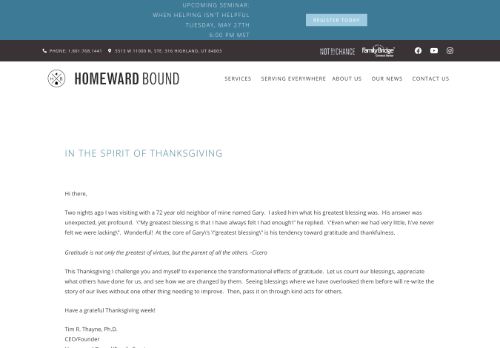 UPCOMING SEMINAR:
WHEN HELPING ISN'T HELPFUL
TUESDAY, MAY 27TH
6:00 PM MST
REGISTER TODAY
PHONE: 1.801.768.1441
5513 W 11000 N, STE. 316 HIGHLAND, UT 84003
NOT BY CHANCE
FamilyBridge
HOMEWARD BOUND
SERVICES
SERVING EVERYWHERE
ABOUT US
OUR NEWS
CONTACT US
IN THE SPIRIT OF THANKSGIVING
Hi there,
Two nights ago I was visiting with a 72 year old neighbor of mine named Gary. I asked him what his greatest blessing was. His answer was
unexpected, yet profound. \"My greatest blessing is that I have always felt I had enough\" he replied. \"Even when we had very little, I\'ve never
felt we were lacking\". Wonderful! At the core of Gary\'s \"greatest blessing\" is his tendency toward gratitude and thankfulness.
Gratitude is not only the greatest of virtues, but the parent of all the others. -Cicero
This Thanksgiving I challenge you and myself to experience the transformational effects of gratitude. Let us count our blessings, appreciate
what others have done for us, and see how we are changed by them. Seeing blessings where we have overlooked them before will re-write the
story of our lives without one other thing needing to improve. Then, pass it on through kind acts for others.
Have a grateful Thanksgiving week!
Tim R. Thayne, Ph.D.
CEO/Founder